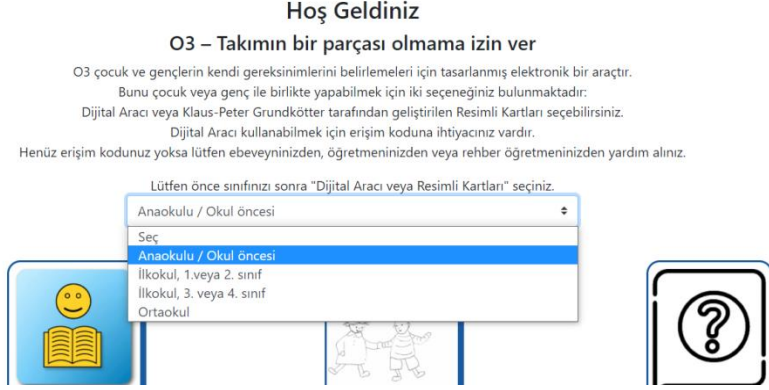 Hoş Geldiniz
O3 – Takımın bir parçası olmama izin ver
O3 çocuk ve gençlerin kendi gereksinimlerini belirlemeleri için tasarlanmış elektronik bir araçtır.
Bunu çocuk veya genç ile birlikte yapabilmek için iki seçeneğiniz bulunmaktadır:
Dijital Aracı veya Klaus-Peter Grundkötter tarafından geliştirilen Resimli Kartları seçebilirsiniz.
Dijital Aracı kullanabilmek için erişim koduna ihtiyacınız vardır.
Henüz erişim kodunuz yoksa lütfen ebeveyninizden, öğretmeninizden veya rehber öğretmeninizden yardım alınız.
Lütfen önce sınıfınızı sonra "Dijital Aracı veya Resimli Kartları" seçiniz.
Anaokulu / Okul öncesi
Seç
Anaokulu / Okul öncesi
İlkokul, 1.veya 2. sınıf
İlkokul, 3. veya 4. sınıf
Ortaokul
?